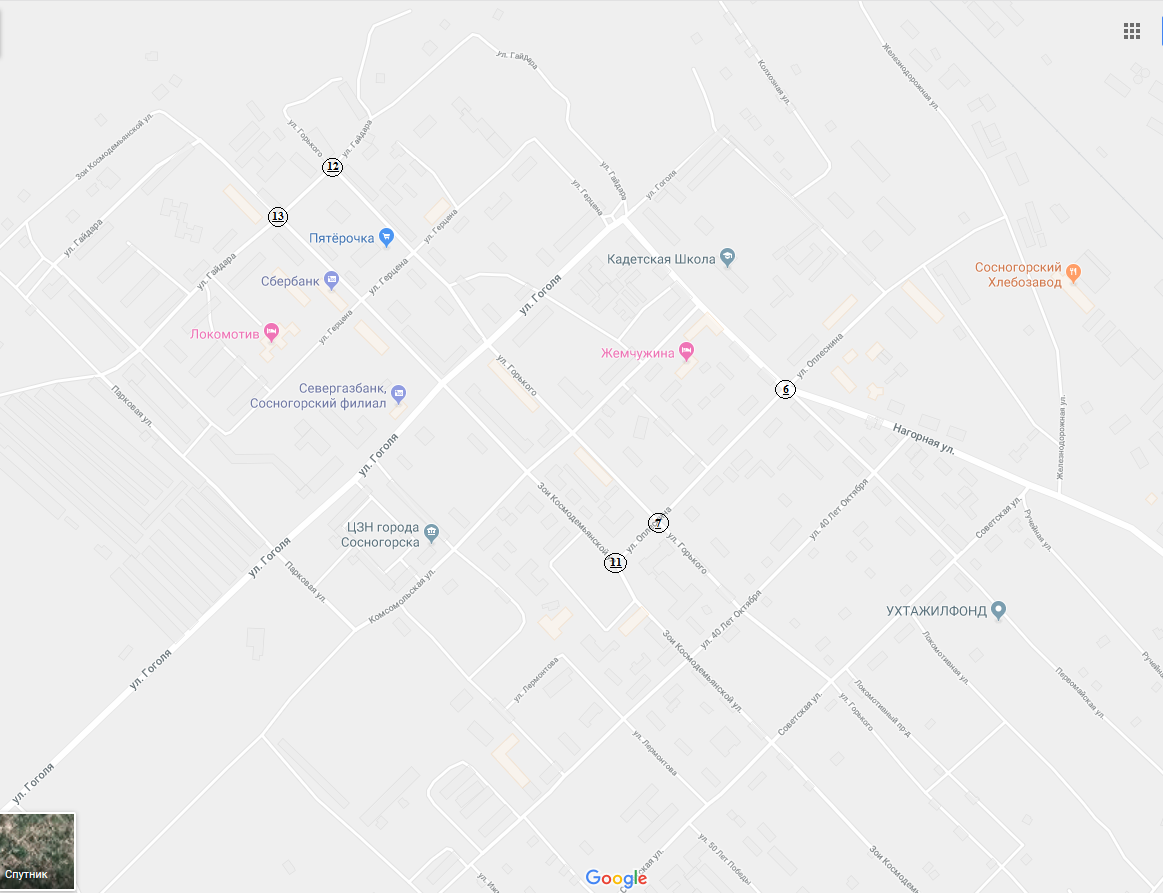 ул. Гайдара
Колхозная ул.
Железнодорожная ул.
Зои Космодемьянской ул.
ул. Горького
ул. Гайдара
12
ул. Гайдара
ул. Герцена
ул. Гоголя
13
ул. Гайдара
Пятёрочка
ул. Герцена
ул. Гайдара
Сбербанк
ул. Герцена
ул. Гоголя
Кадетская Школа
Сосногорский
Хлебозавод
Локомотив
ул. Герцена
Жемчужина
ул. Оплеснина
ул. Горького
6
Севергазбанк,
Сосногорский филиал
Парковая ул.
Нагорная ул.
Железнодорожная ул.
ул. Гоголя
Зои Космодемьянской
ул. 40 Лет Октября
Советская ул.
Ручейная ул.
ЦЗН города
Сосногорска
7
ул. Горького
11
ул. Гоголя
Парковая ул.
Комсомольская ул.
ул. 40 Лет Октября
УХТАЖИЛФОНД
Зои Космодемьянской ул.
Локомотивная ул.
Первомайская ул.
ул. Гоголя
ул. Лермонтова
Советская ул.
ул. Горького
Локомотивный пр-д
ул. Лермонтова
ул. Гоголя
ул. 50 Лет Победы
Спутник
Google